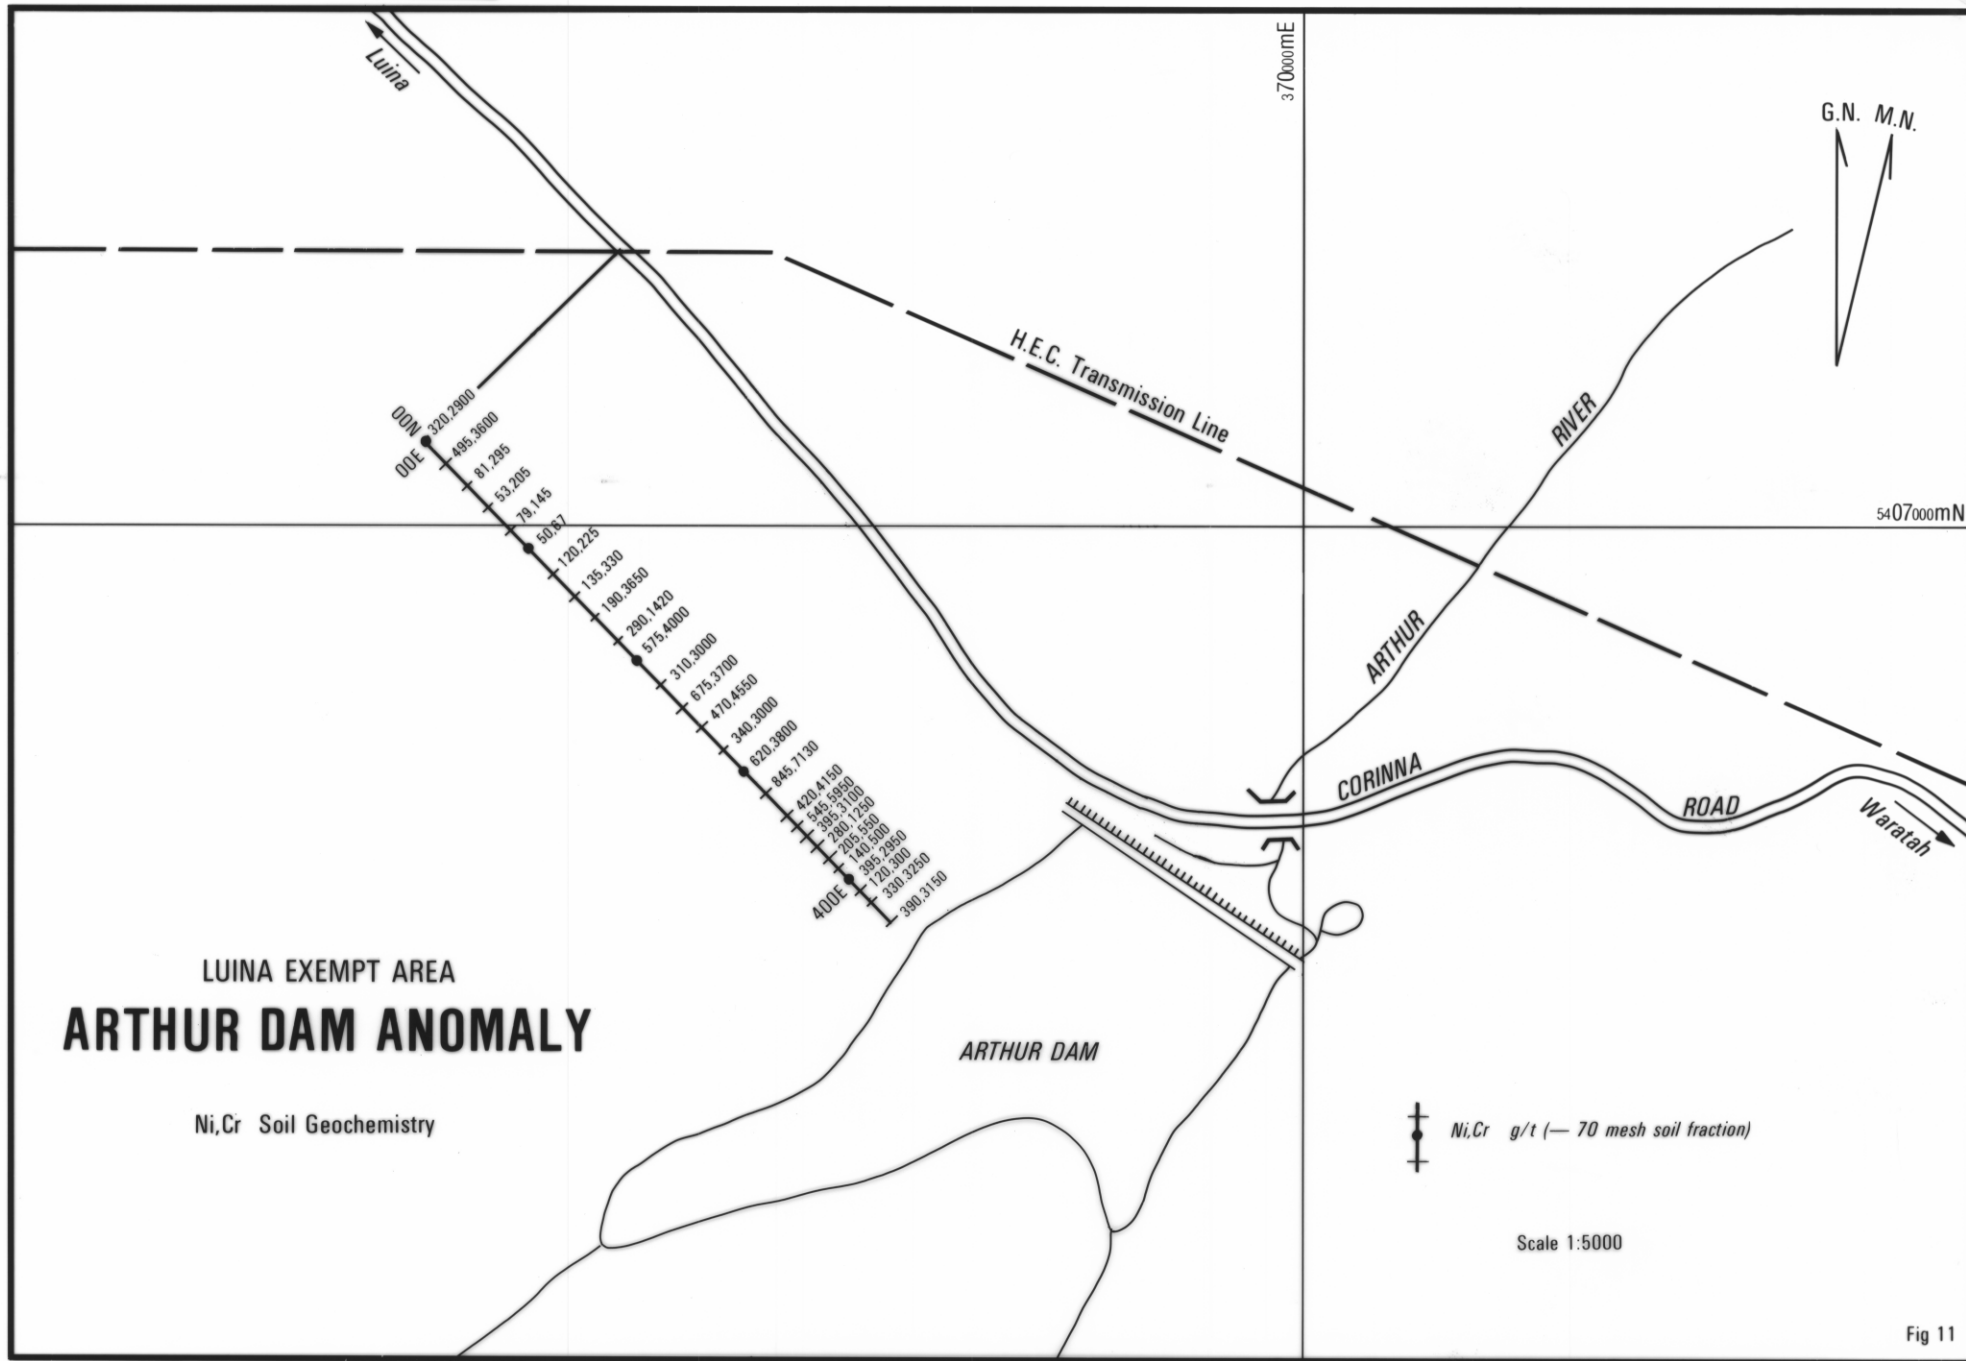 Luina
370000mE
G.N. M.N.
H.E.C. Transmission Line
RIVER
ARTHUR
5407000mN
00N
00E
320,2900
495,3600
81,295
53,205
79,145
50,67
120,225
135,330
190,3650
290,1420
575,4000
310,3000
675,3700
470,4550
340,3000
620,3800
845,7130
420,4150
545,5950
395,3100
280,1250
205,550
140,500
395,2950
120,300
330,3250
390,3150
400E
CORINNA
ROAD
Waratah
LUINA EXEMPT AREA
ARTHUR DAM ANOMALY
Ni,Cr Soil Geochemistry
ARTHUR DAM
Ni,Cr g/t (— 70 mesh soil fraction)
Scale 1:5000
Fig 11